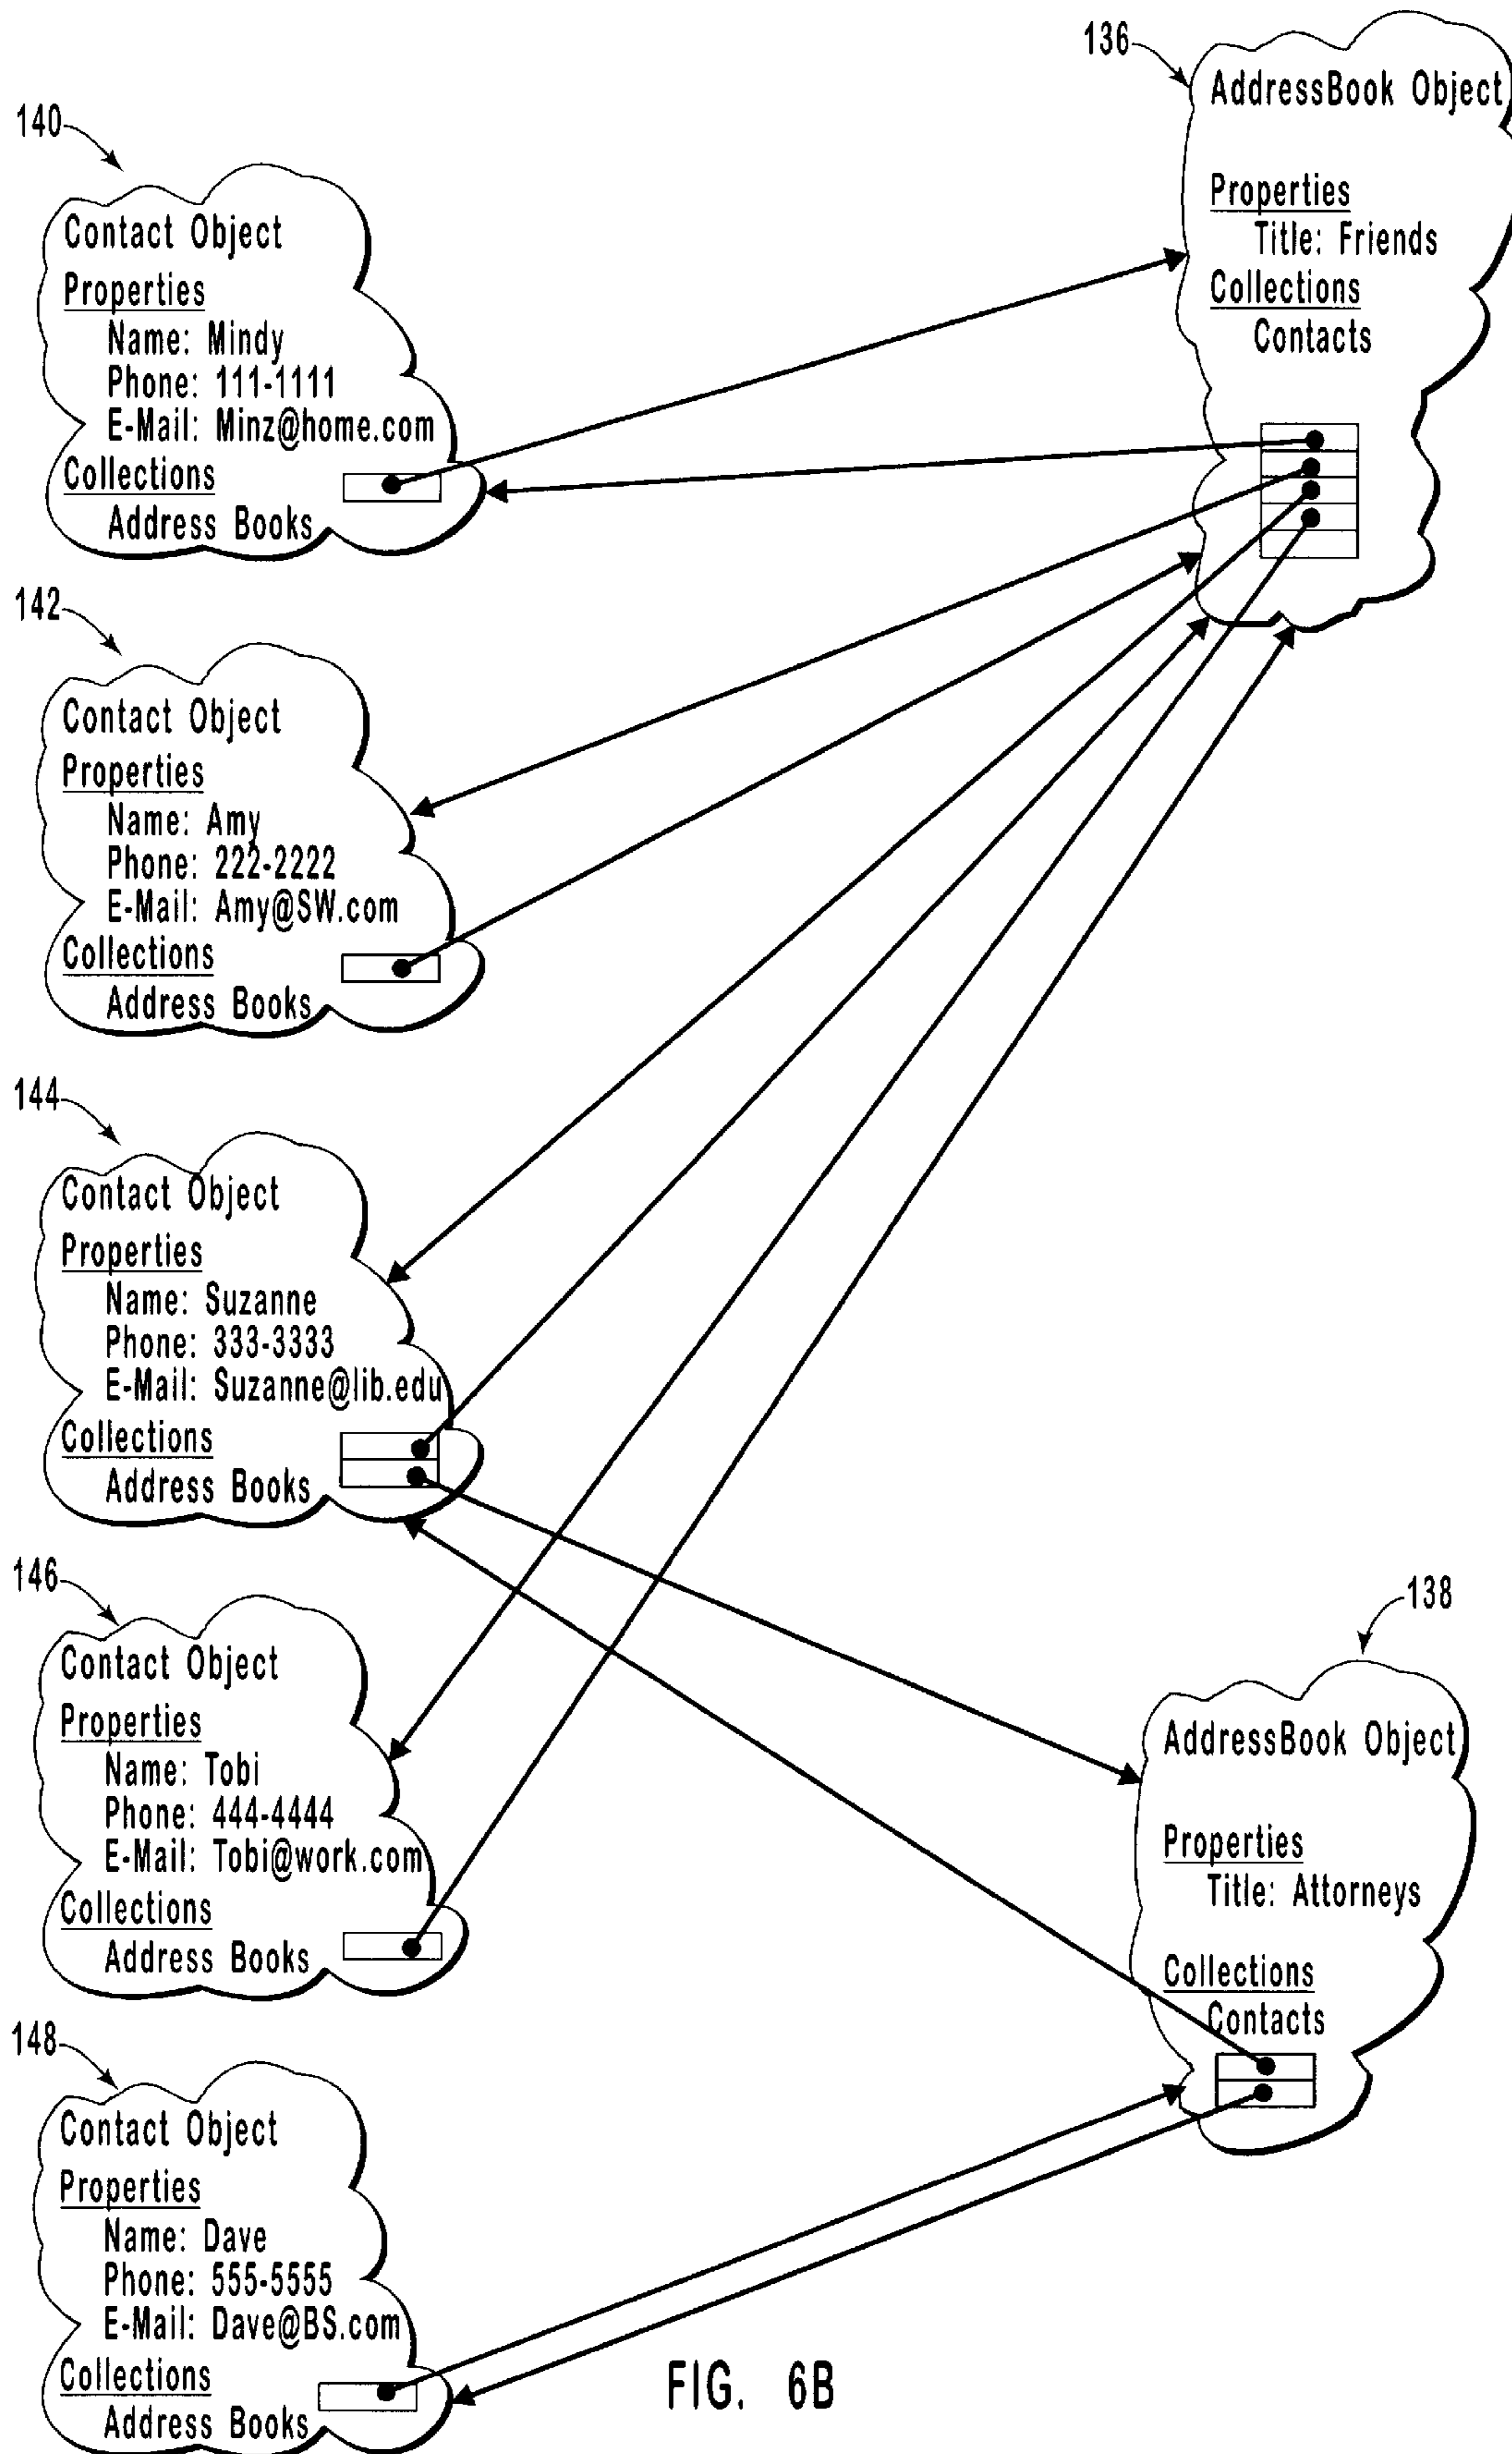 136
AddressBook Object
Properties
Title: Friends
Collections
Contacts
140
Contact Object
Properties
Name: Mindy
Phone: 111-1111
E-Mail: Minz@home.com
Collections
Address Books
142
Contact Object
Properties
Name: Amy
Phone: 222-2222
E-Mail: Amy@SW.com
Collections
Address Books
144
Contact Object
Properties
Name: Suzanne
Phone: 333-3333
E-Mail: Suzanne@lib.edu
Collections
Address Books
146
Contact Object
Properties
Name: Tobi
Phone: 444-4444
E-Mail: Tobi@work.com
Collections
Address Books
138
AddressBook Object
Properties
Title: Attorneys
Collections
Contacts
148
Contact Object
Properties
Name: Dave
Phone: 555-5555
E-Mail: Dave@BS.com
Collections
Address Books
FIG. 6B